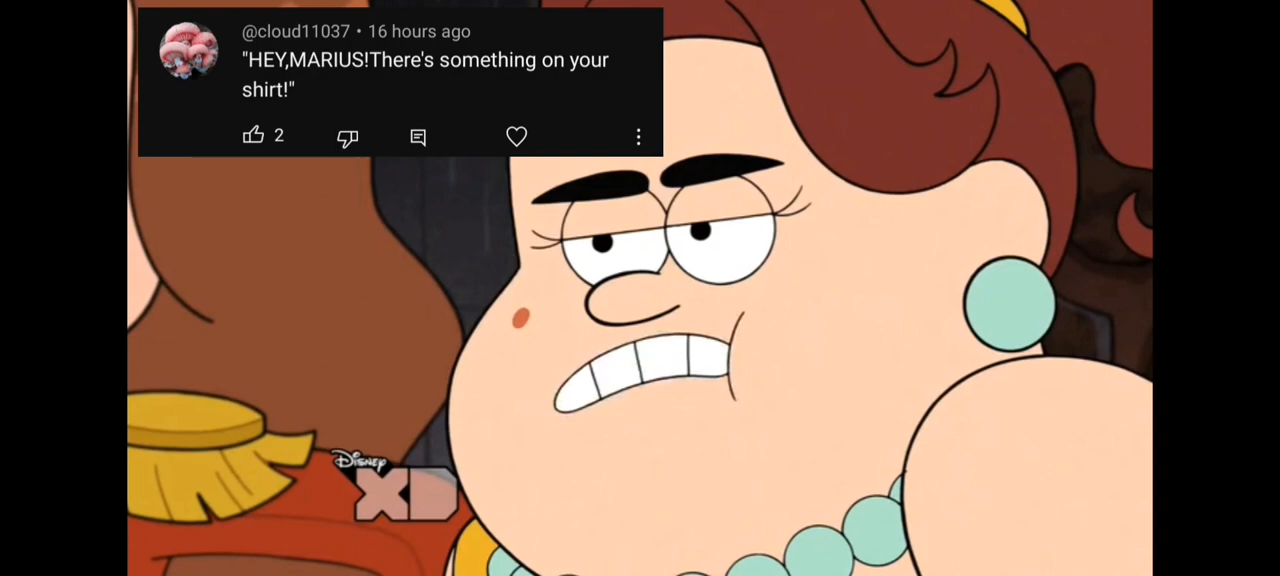 @cloud11037 • 16 hours ago
"HEY,MARIUS!There's something on your
shirt!"
2
Disney
XD